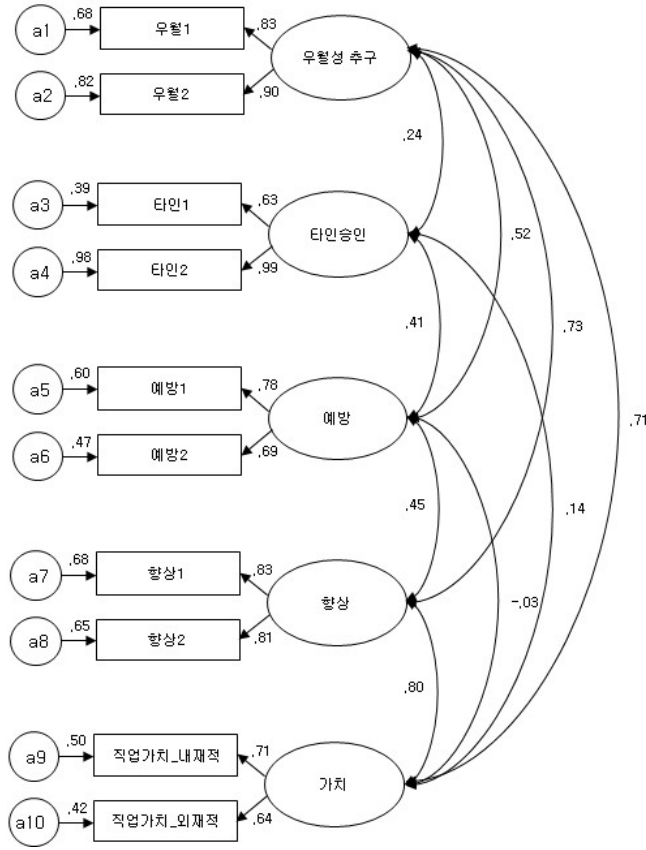 a1
.68
우월1
.83
우월성 추구
a2
.82
우월2
.90
.24
a3
.39
타인1
.63
타인승인
.52
a4
.98
타인2
.99
.41
.73
a5
.60
예방1
.78
예방
.71
a6
.47
예방2
.69
.45
.14
a7
.68
향상1
.83
향상
-.03
a8
.65
향상2
.81
.80
a9
.50
직업가치_내재적
.71
가치
a10
.42
직업가치_외재적
.64